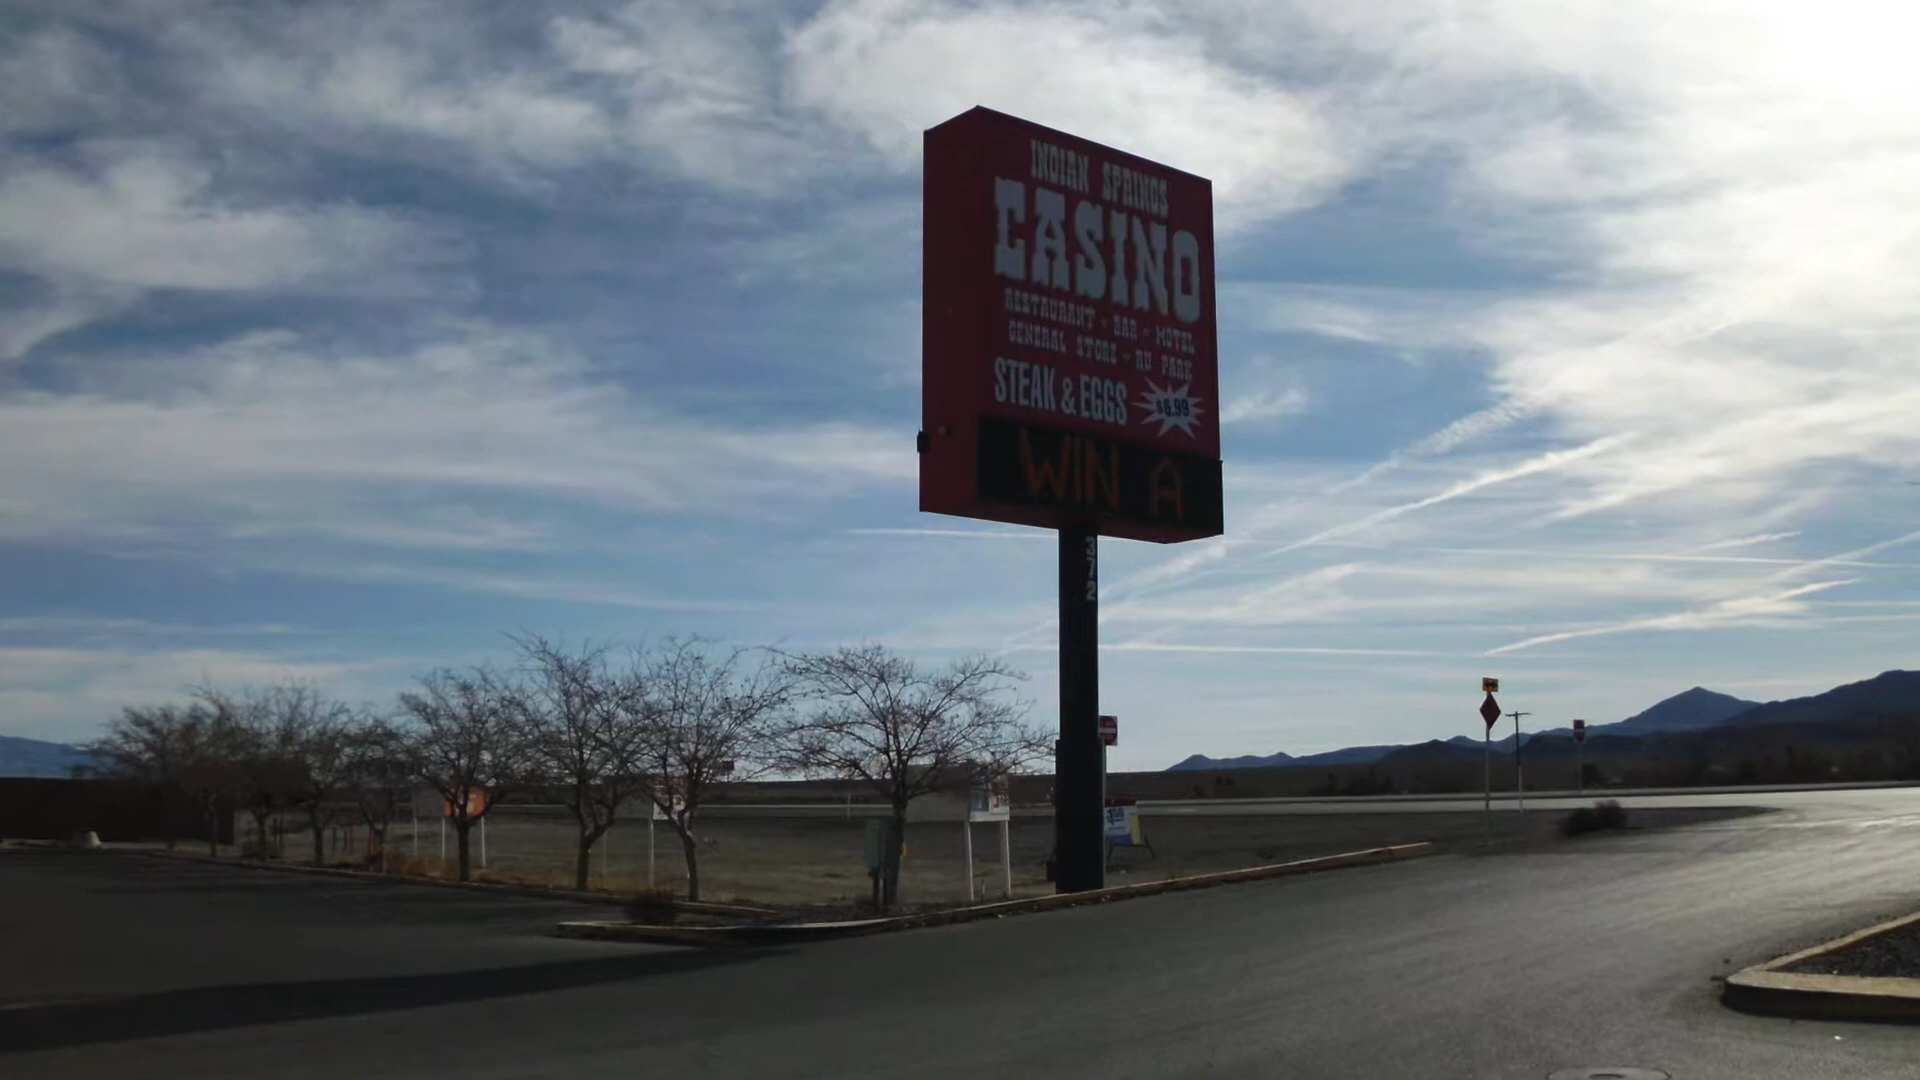 INDIAN SPRINGS
CASINO
RESTAURANT - BAR - MOTEL
GENERAL STORE - RV PARK
STEAK & EGGS $6.99
WIN A
372